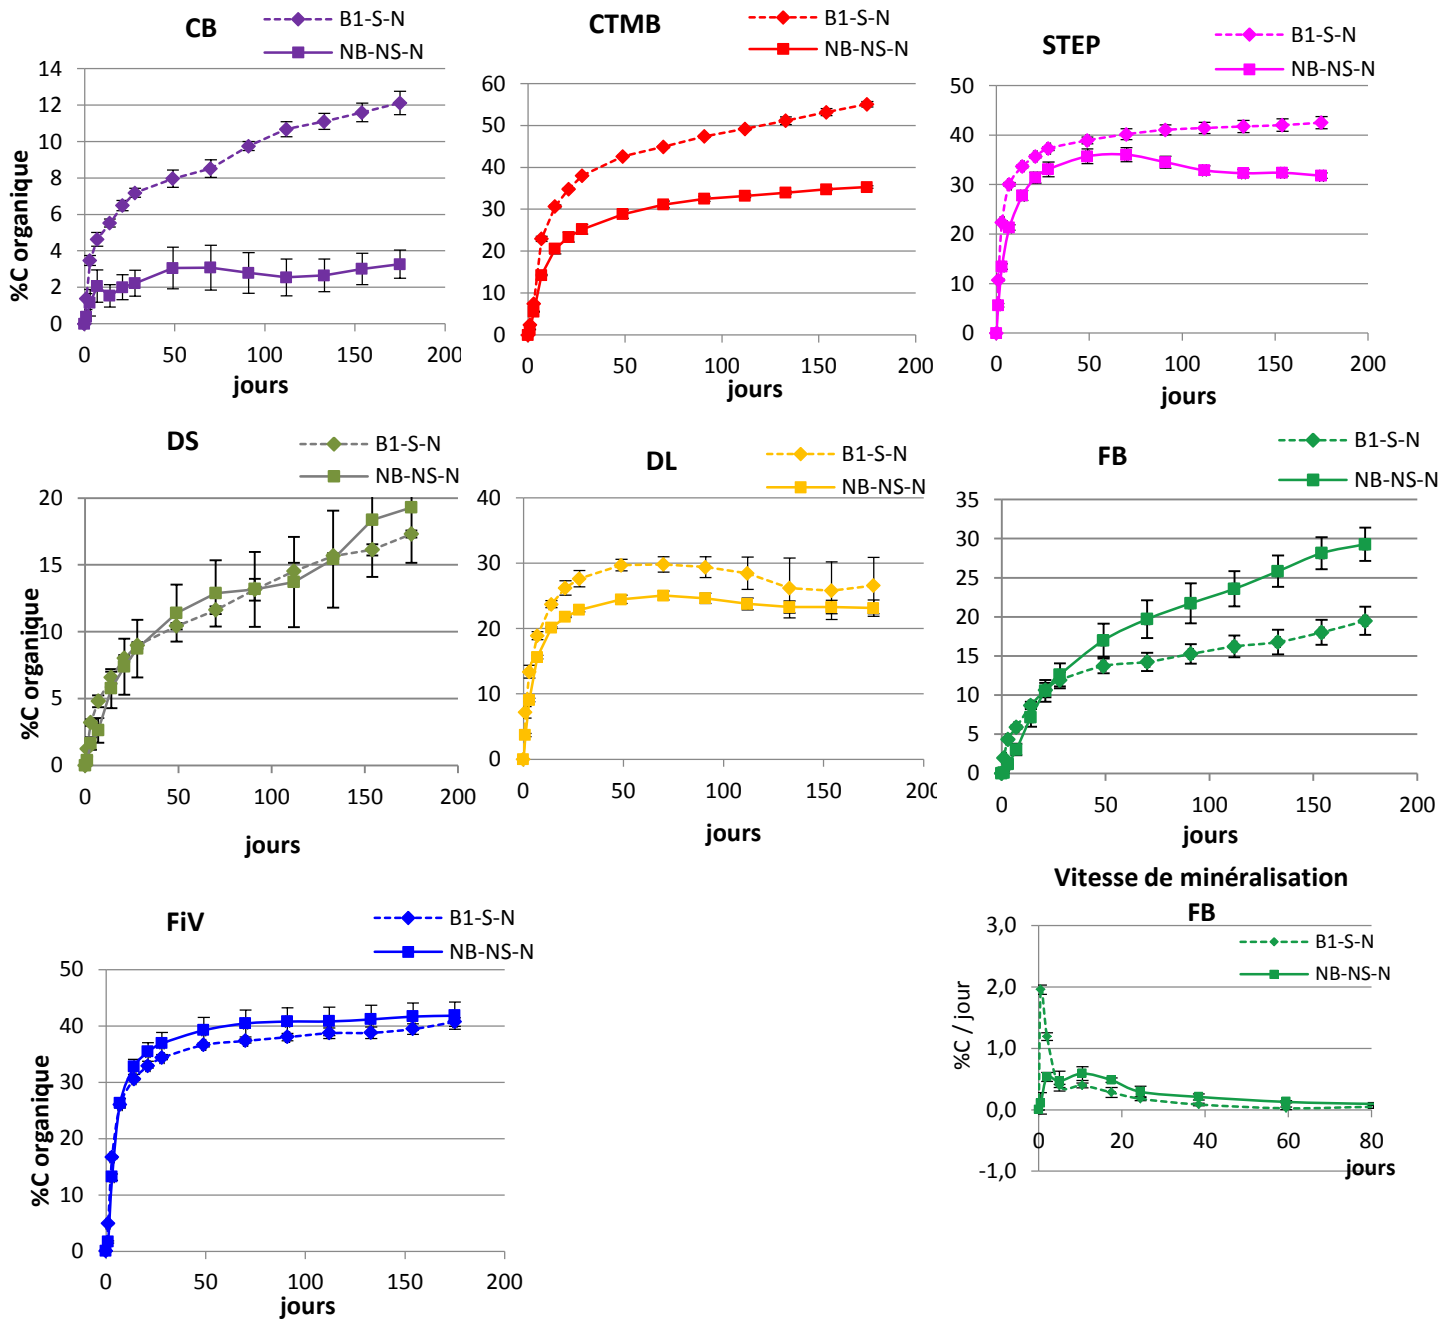 CB
B1-S-N
NB-NS-N
%C organique
14
12
10
8
6
4
2
0
0 50 100 150 200
jours
CTMB
B1-S-N
NB-NS-N
60
50
40
30
20
10
0
0 50 100 150 200
jours
STEP
B1-S-N
NB-NS-N
50
40
30
20
10
0
0 50 100 150 200
jours
DS
B1-S-N
NB-NS-N
%C organique
20
15
10
5
0
0 50 100 150 200
jours
DL
B1-S-N
NB-NS-N
40
30
20
10
0
0 50 100 150 200
jours
FB
B1-S-N
NB-NS-N
35
30
25
20
15
10
5
0
0 50 100 150 200
jours
FiV
B1-S-N
NB-NS-N
%C organique
50
40
30
20
10
0
0 50 100 150 200
jours
Vitesse de minéralisation
FB
B1-S-N
NB-NS-N
%C / jour
3,0
2,0
1,0
0,0
-1,0
0 20 40 60 80
jours